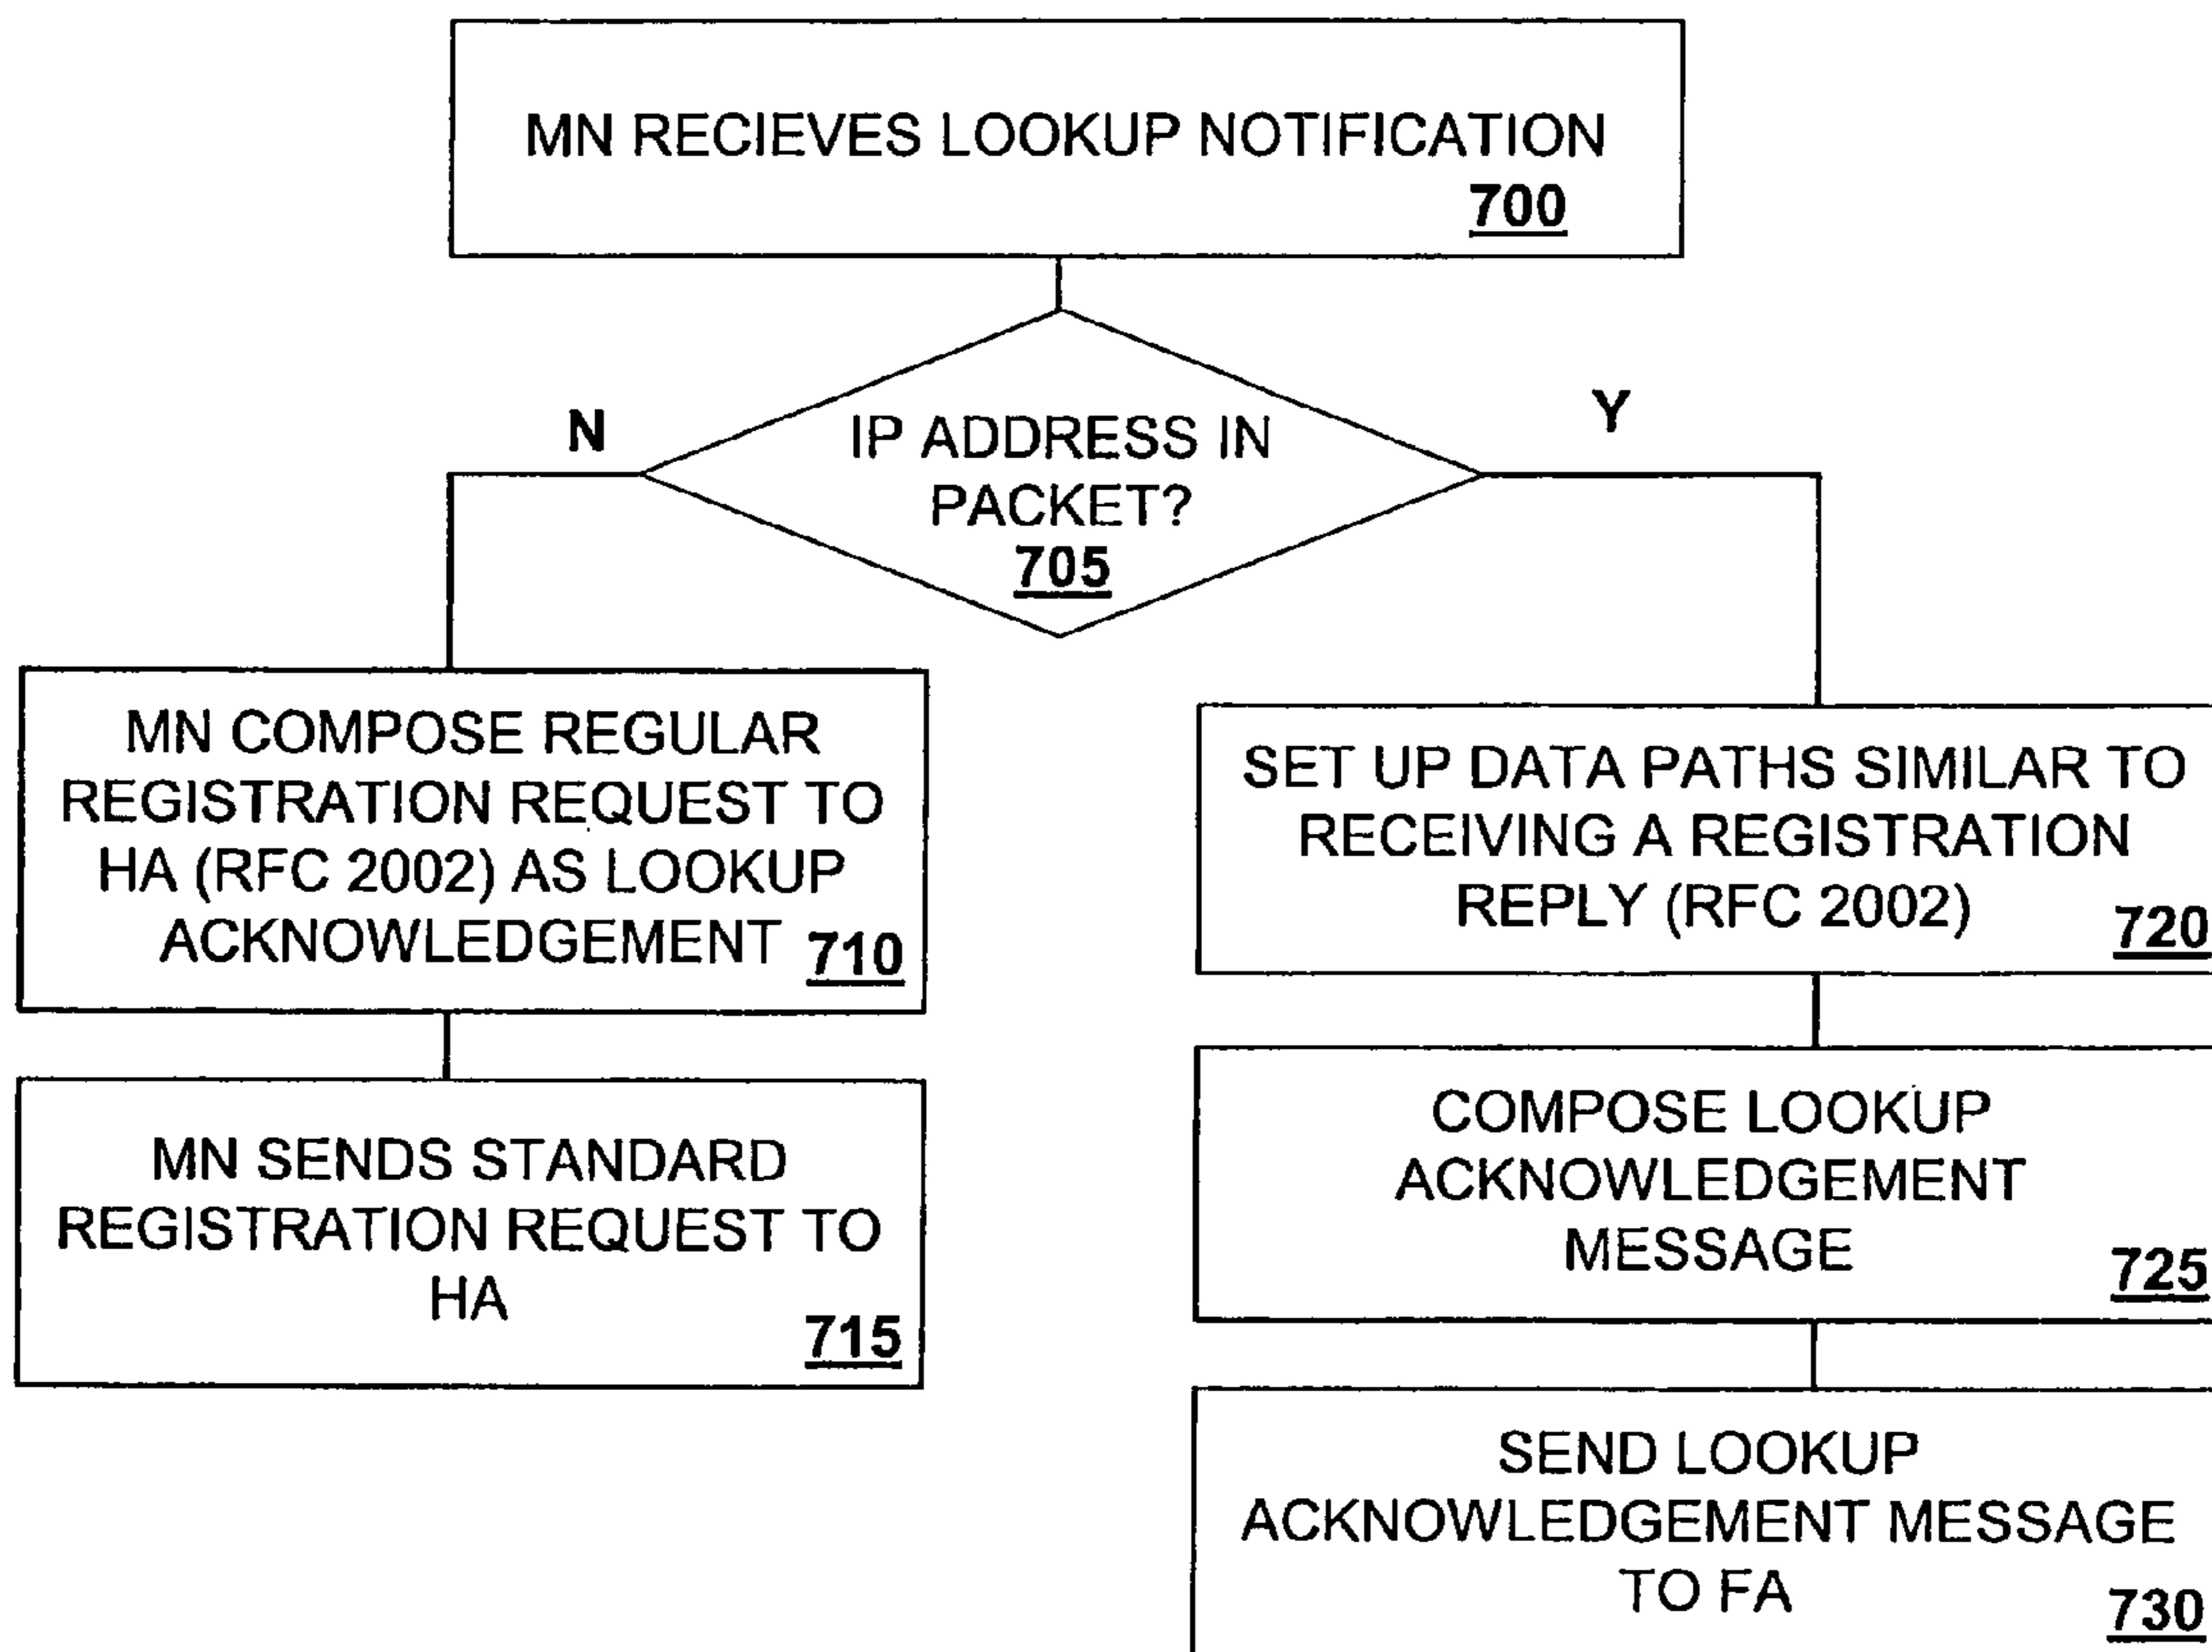 MN RECIEVES LOOKUP NOTIFICATION
700
N
Y
IP ADDRESS IN
PACKET?
705
MN COMPOSE REGULAR
REGISTRATION REQUEST TO
HA (RFC 2002) AS LOOKUP
ACKNOWLEDGEMENT 710
MN SENDS STANDARD
REGISTRATION REQUEST TO
HA
715
SET UP DATA PATHS SIMILAR TO
RECEIVING A REGISTRATION
REPLY (RFC 2002) 720
COMPOSE LOOKUP
ACKNOWLEDGEMENT
MESSAGE 725
SEND LOOKUP
ACKNOWLEDGEMENT MESSAGE
TO FA 730